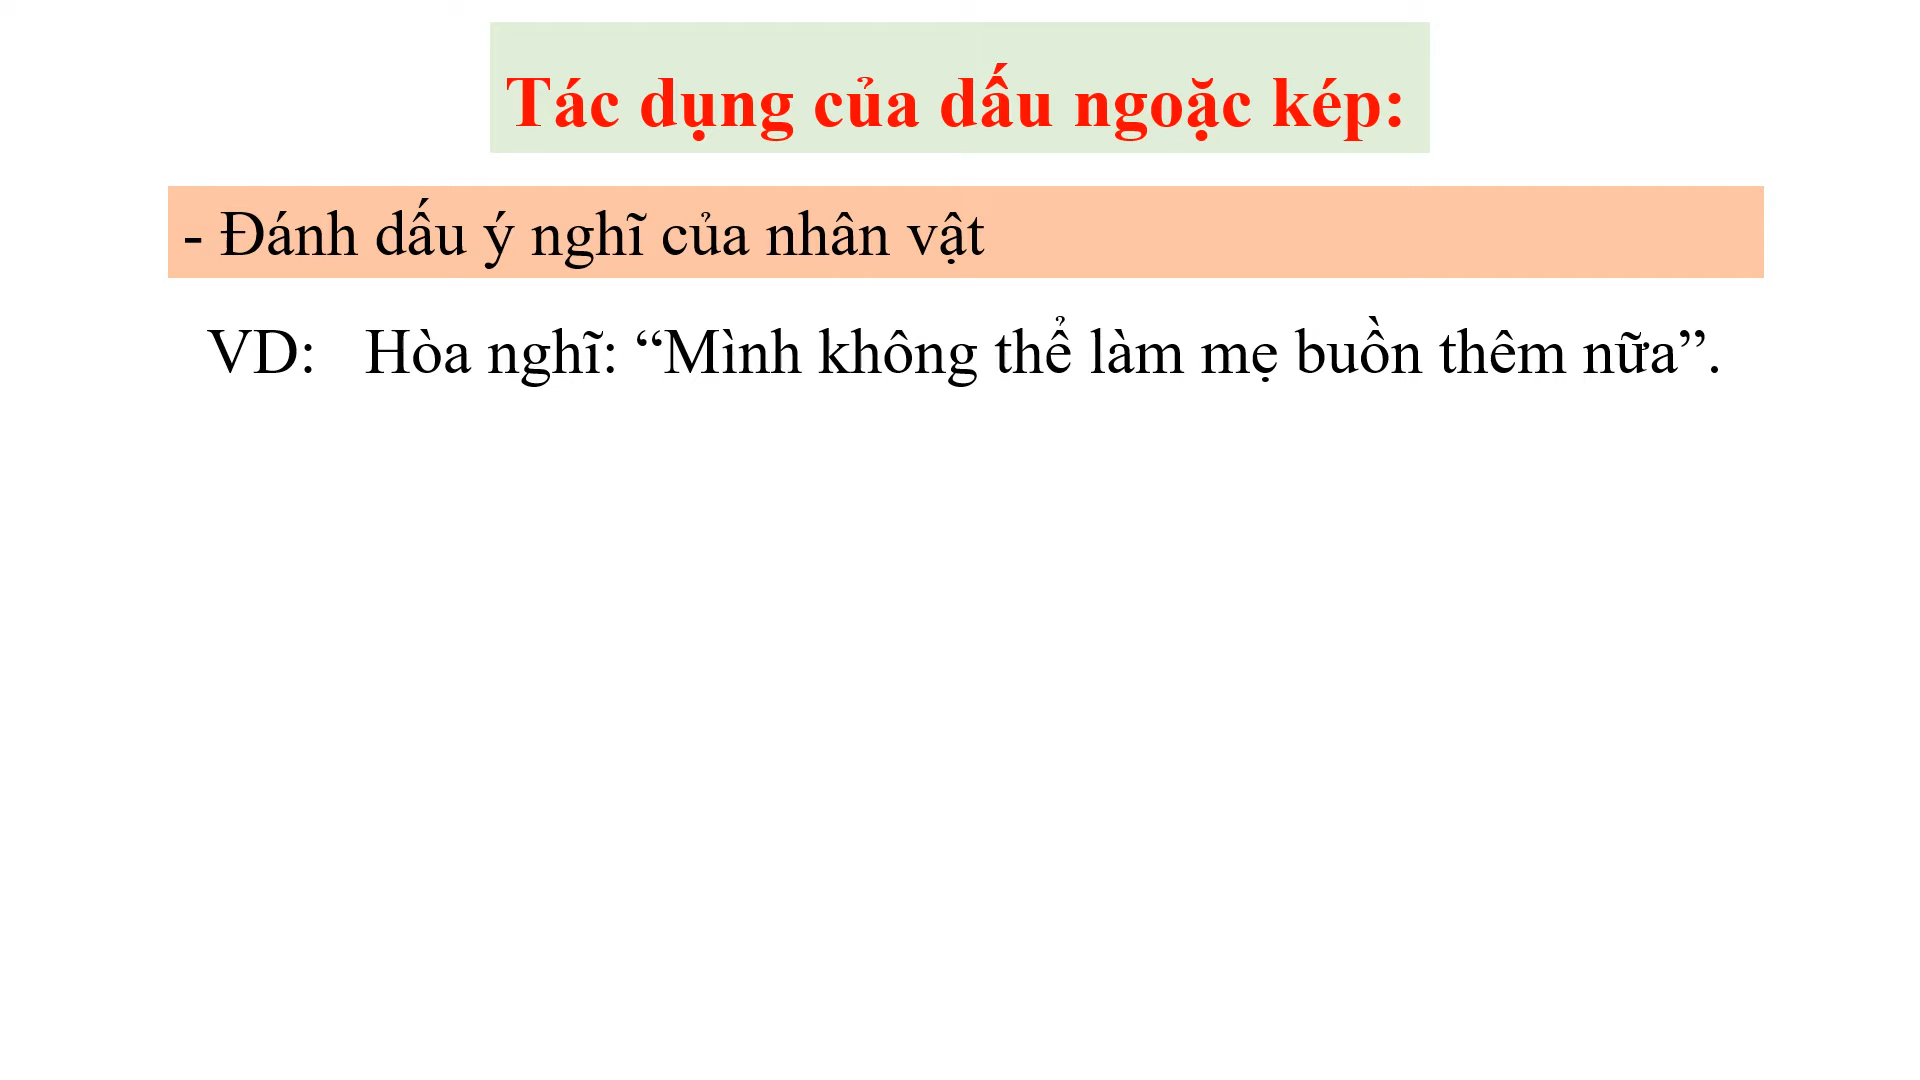 Tác dụng của dấu ngoặc kép:
- Đánh dấu ý nghĩ của nhân vật
VD: Hòa nghĩ: “Mình không thể làm mẹ buồn thêm nữa”.